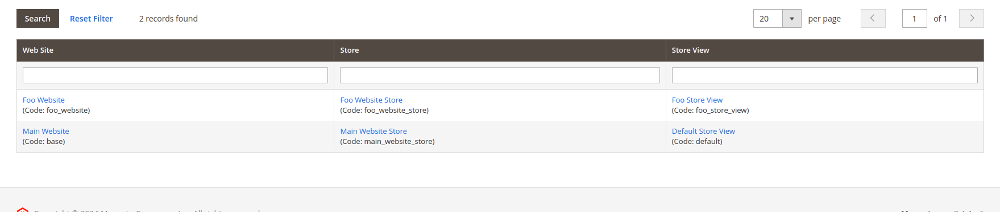 Search Reset Filter 2 records found 20 per page 1 of 1
Web Site Store Store View
Foo Website Foo Website Store Foo Store View
(Code: foo_website) (Code: foo_website_store) (Code: foo_store_view)
Main Website Main Website Store Default Store View
(Code: base) (Code: main_website_store) (Code: default)